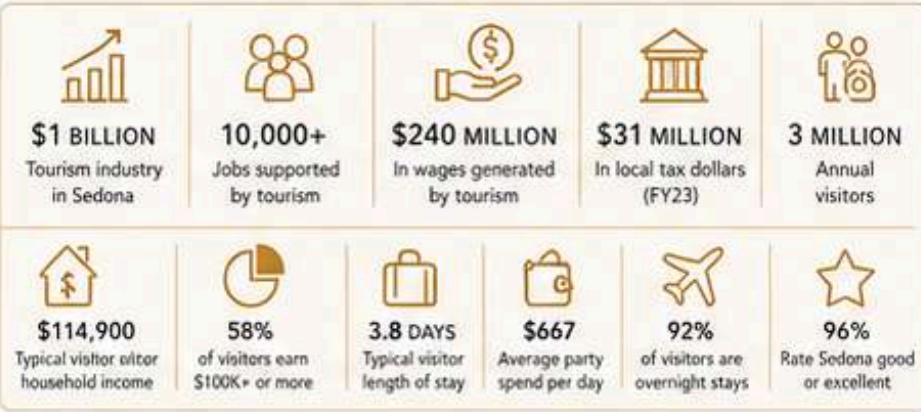 $1 BILLION
Tourism industry
in Sedona
10,000+
Jobs supported
by tourism
$240 MILLION
In wages generated
by tourism
$31 MILLION
In local tax dollars
(FY23)
3 MILLION
Annual
visitors
$114,900
Typical visitor
household income
58%
of visitors earn
$100K+ or more
3.8 DAYS
Typical visitor
length of stay
$667
Average party
spend per day
92%
of visitors are
overnight stays
96%
Rate Sedona good
or excellent